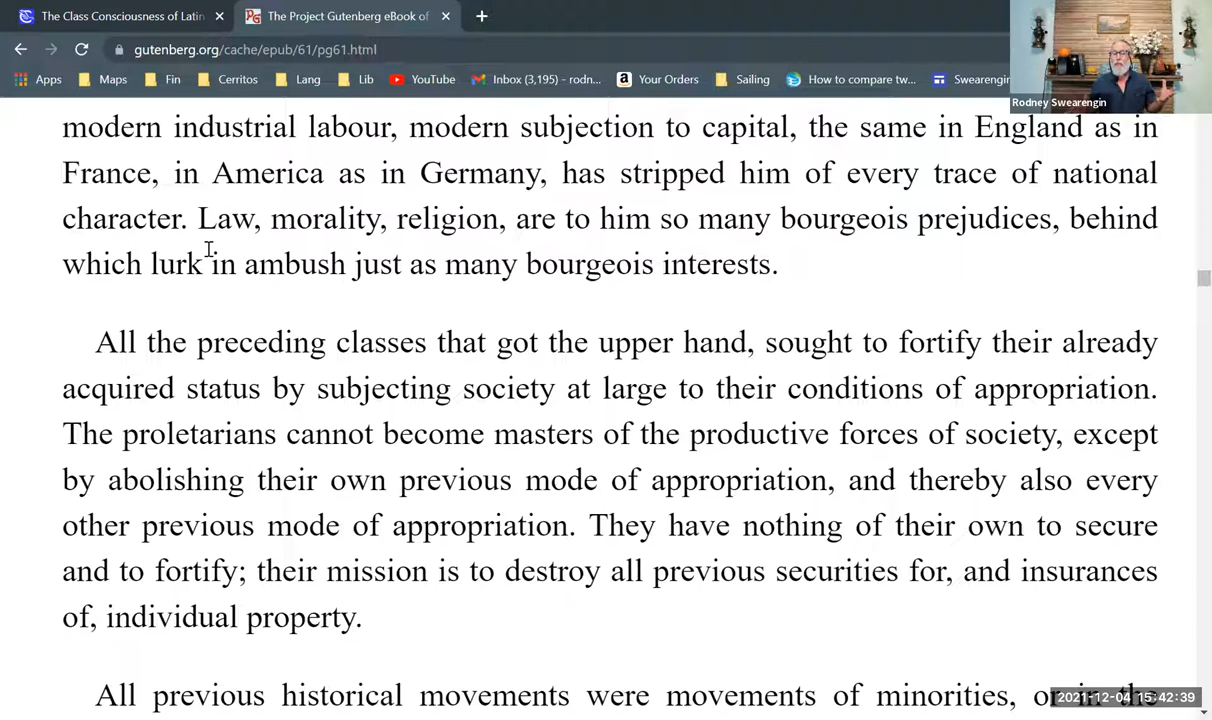 The Class Consciousness of Latin
The Project Gutenberg eBook of
gutenberg.org/cache/epub/61/pg61.html
Apps Maps Fin Cerritos Lang Lib YouTube Inbox (3,195) - rodn... Your Orders Sailing How to compare tw... Swearengin
Rodney Swearengin
modern industrial labour, modern subjection to capital, the same in England as in
France, in America as in Germany, has stripped him of every trace of national
character. Law, morality, religion, are to him so many bourgeois prejudices, behind
which lurk in ambush just as many bourgeois interests.
All the preceding classes that got the upper hand, sought to fortify their already
acquired status by subjecting society at large to their conditions of appropriation.
The proletarians cannot become masters of the productive forces of society, except
by abolishing their own previous mode of appropriation, and thereby also every
other previous mode of appropriation. They have nothing of their own to secure
and to fortify; their mission is to destroy all previous securities for, and insurances
of, individual property.
All previous historical movements were movements of minorities, or in the
2021-12-04 15:42:39